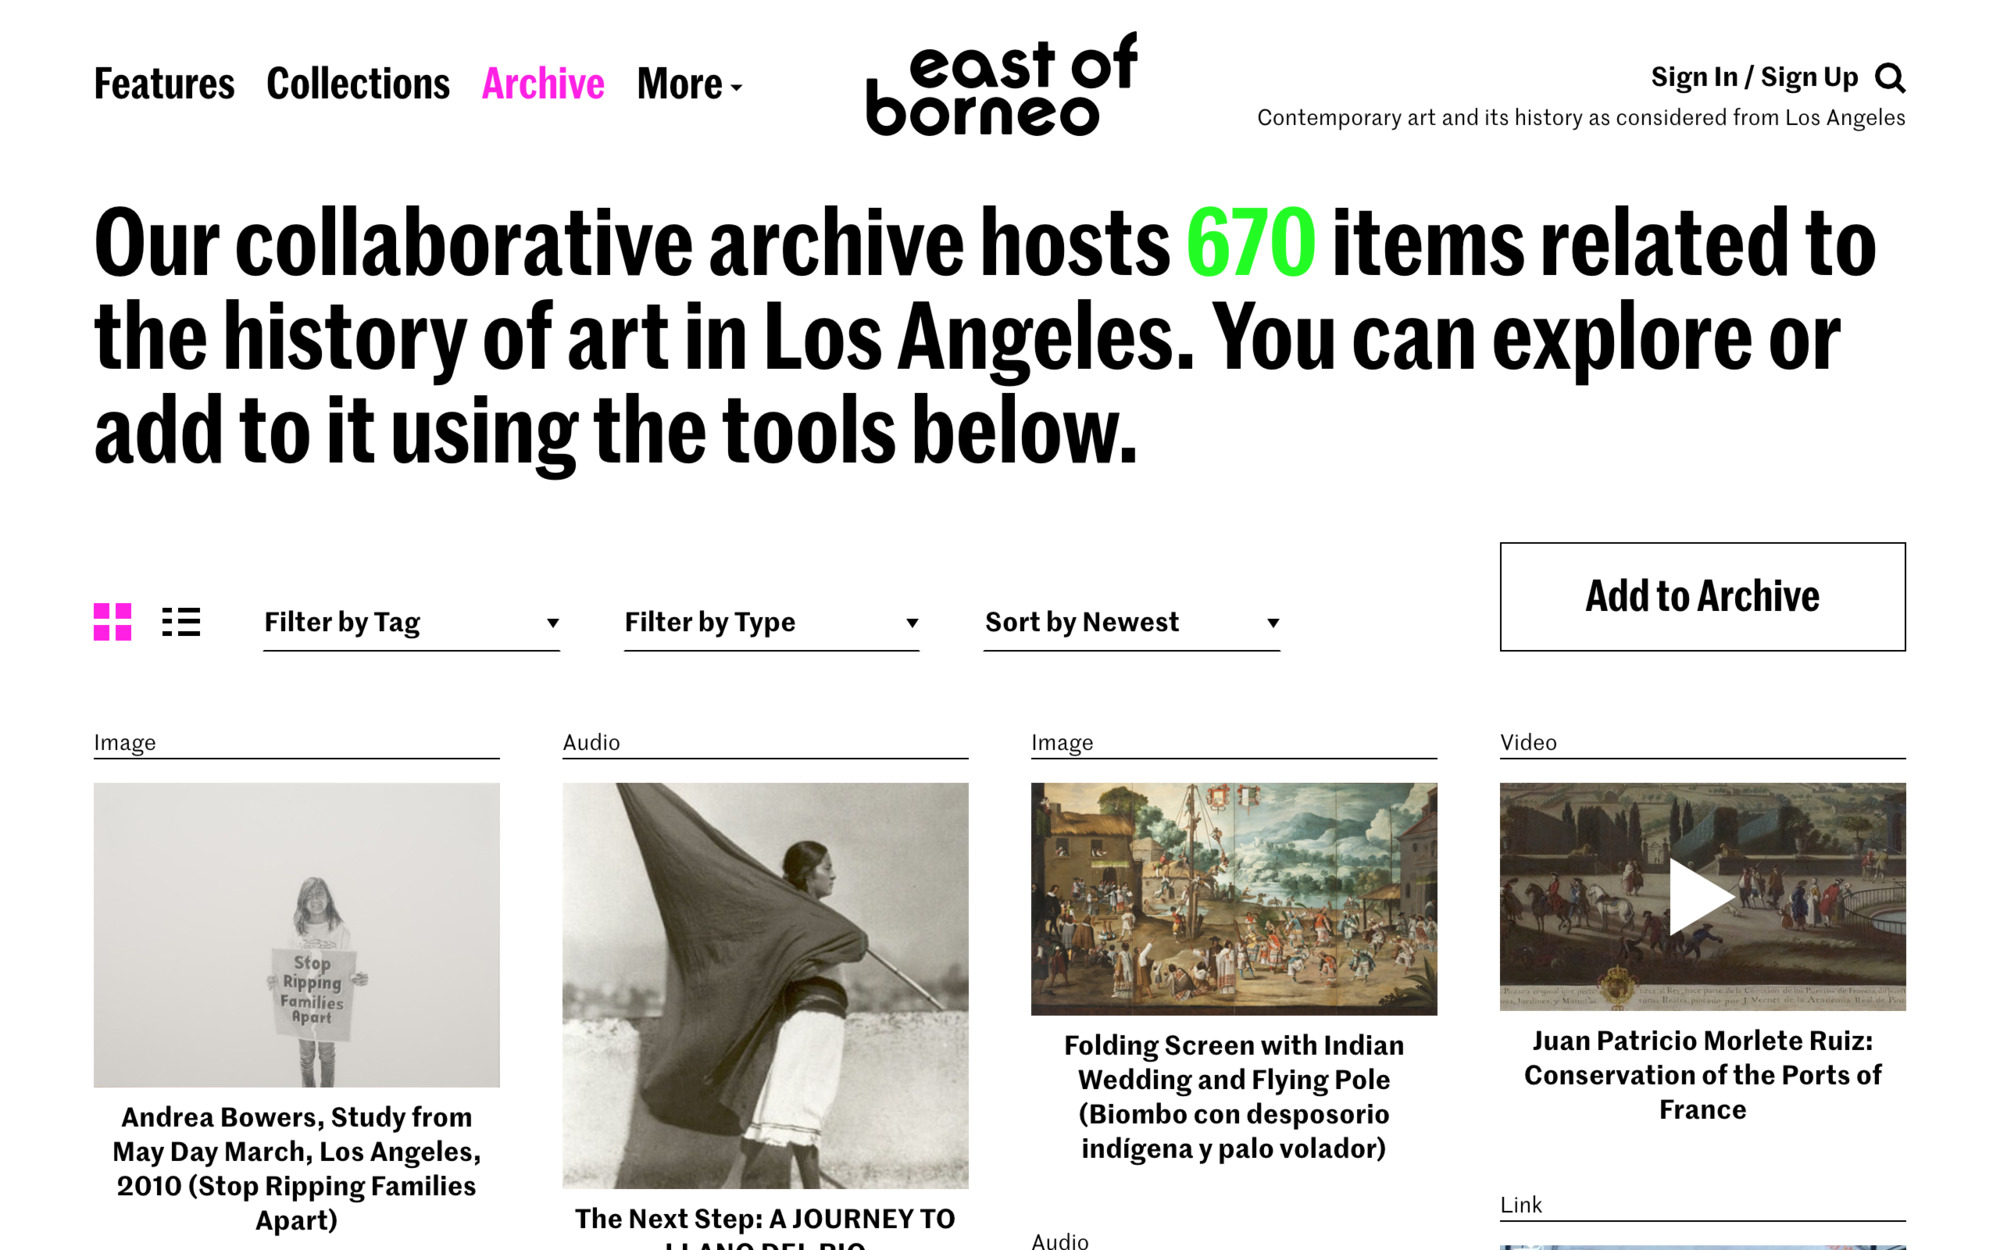 Features Collections Archive More
east of
borneo
Sign In / Sign Up
Contemporary art and its history as considered from Los Angeles
Our collaborative archive hosts 670 items related to
the history of art in Los Angeles. You can explore or
add to it using the tools below.
Filter by Tag
Filter by Type
Sort by Newest
Add to Archive
Image
Stop
Ripping
Families
Apart
Andrea Bowers, Study from
May Day March, Los Angeles,
2010 (Stop Ripping Families
Apart)
Audio
The Next Step: A JOURNEY TO
LLANO DEL RIO
Image
Folding Screen with Indian
Wedding and Flying Pole
(Biombo con desposorio
indígena y palo volador)
Audio
Video
Juan Patricio Morlete Ruiz:
Conservation of the Ports of
France
Link